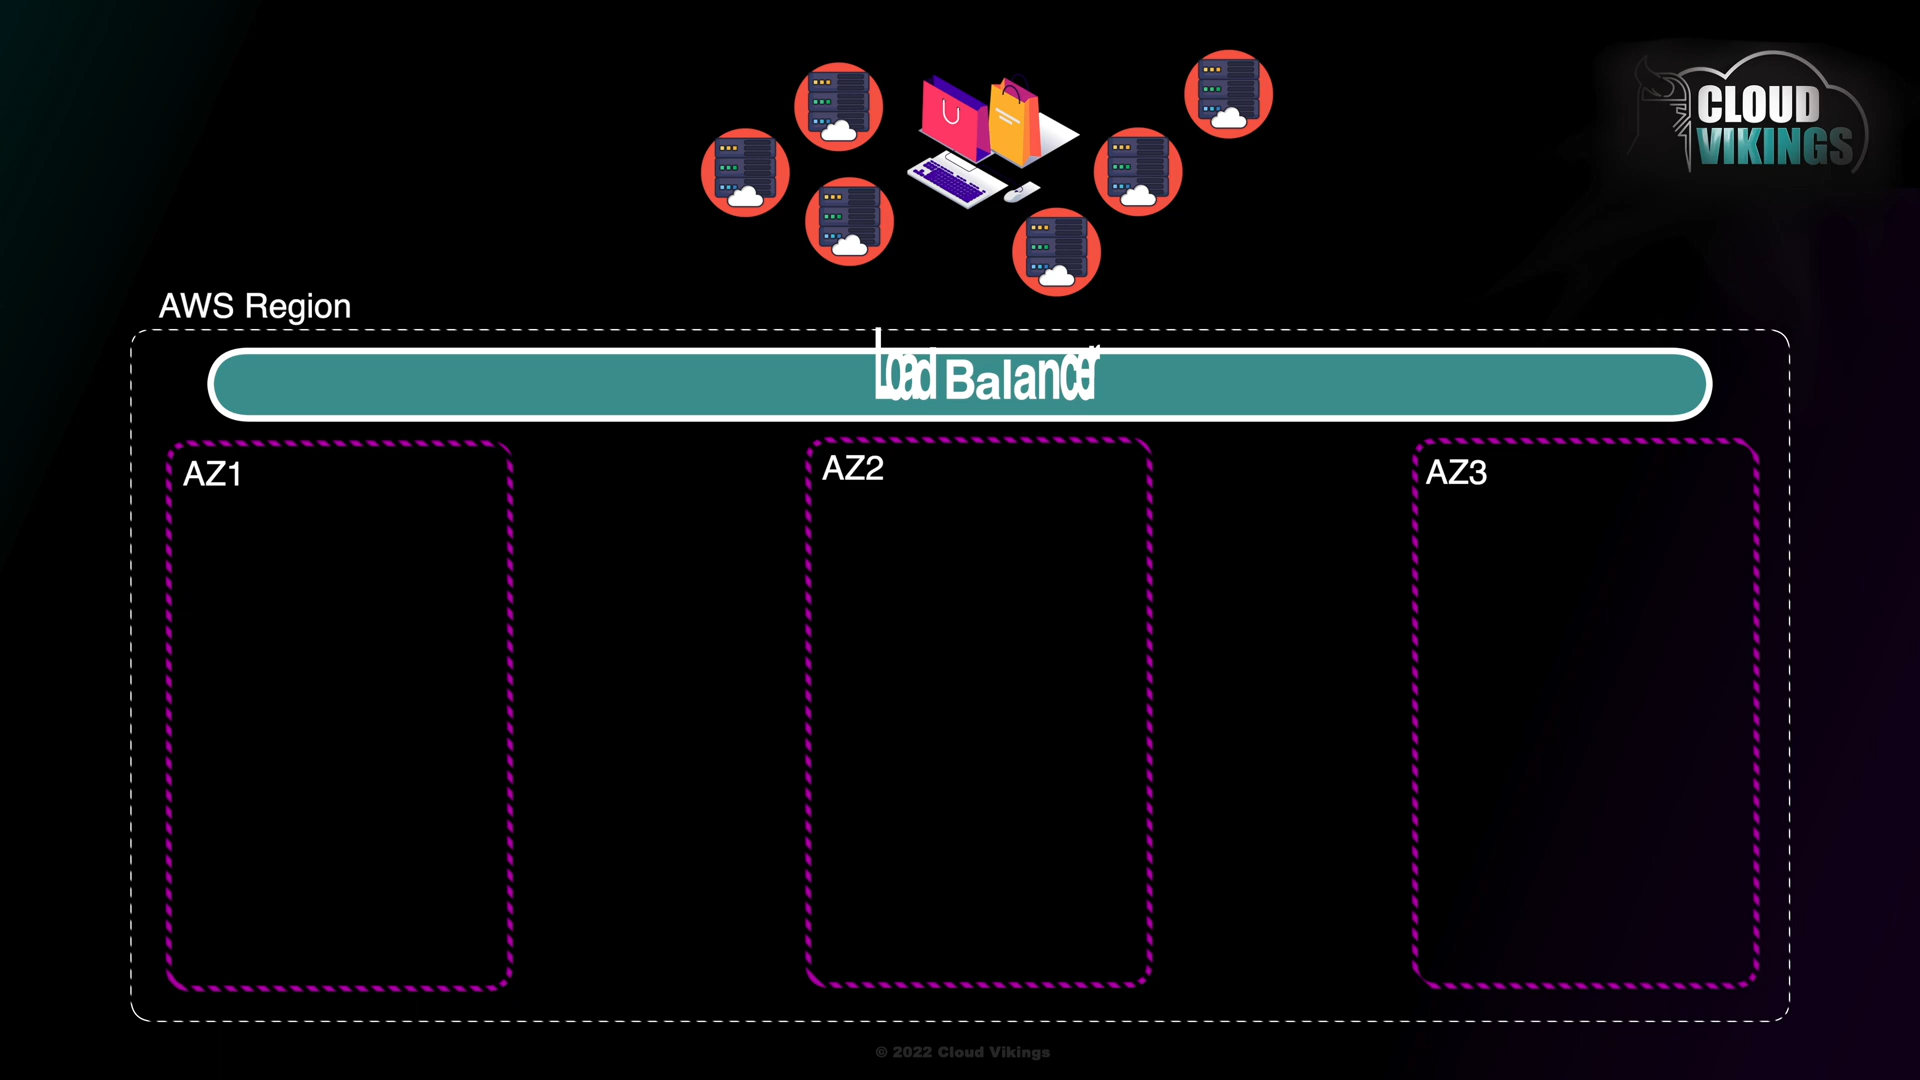 CLOUD
VIKINGS
AWS Region
Load Balancer
AZ1
AZ2
AZ3
© 2022 Cloud Vikings